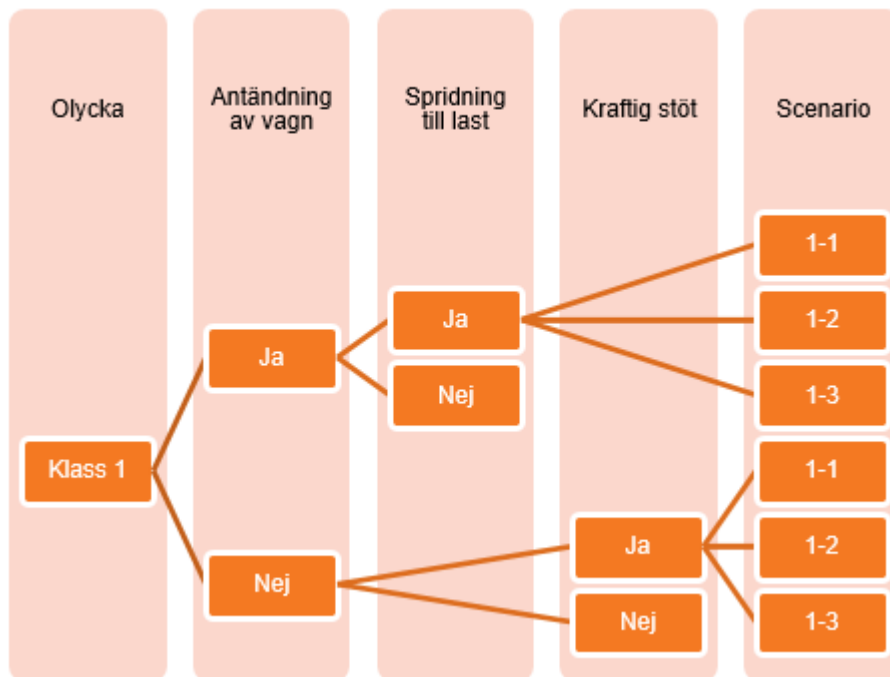 Olycka
Antändning
av vagn
Spridning
till last
Kraftig stöt
Scenario
1-1
Ja
1-2
Ja
Nej
1-3
Klass 1
1-1
Ja
1-2
Nej
Nej
1-3